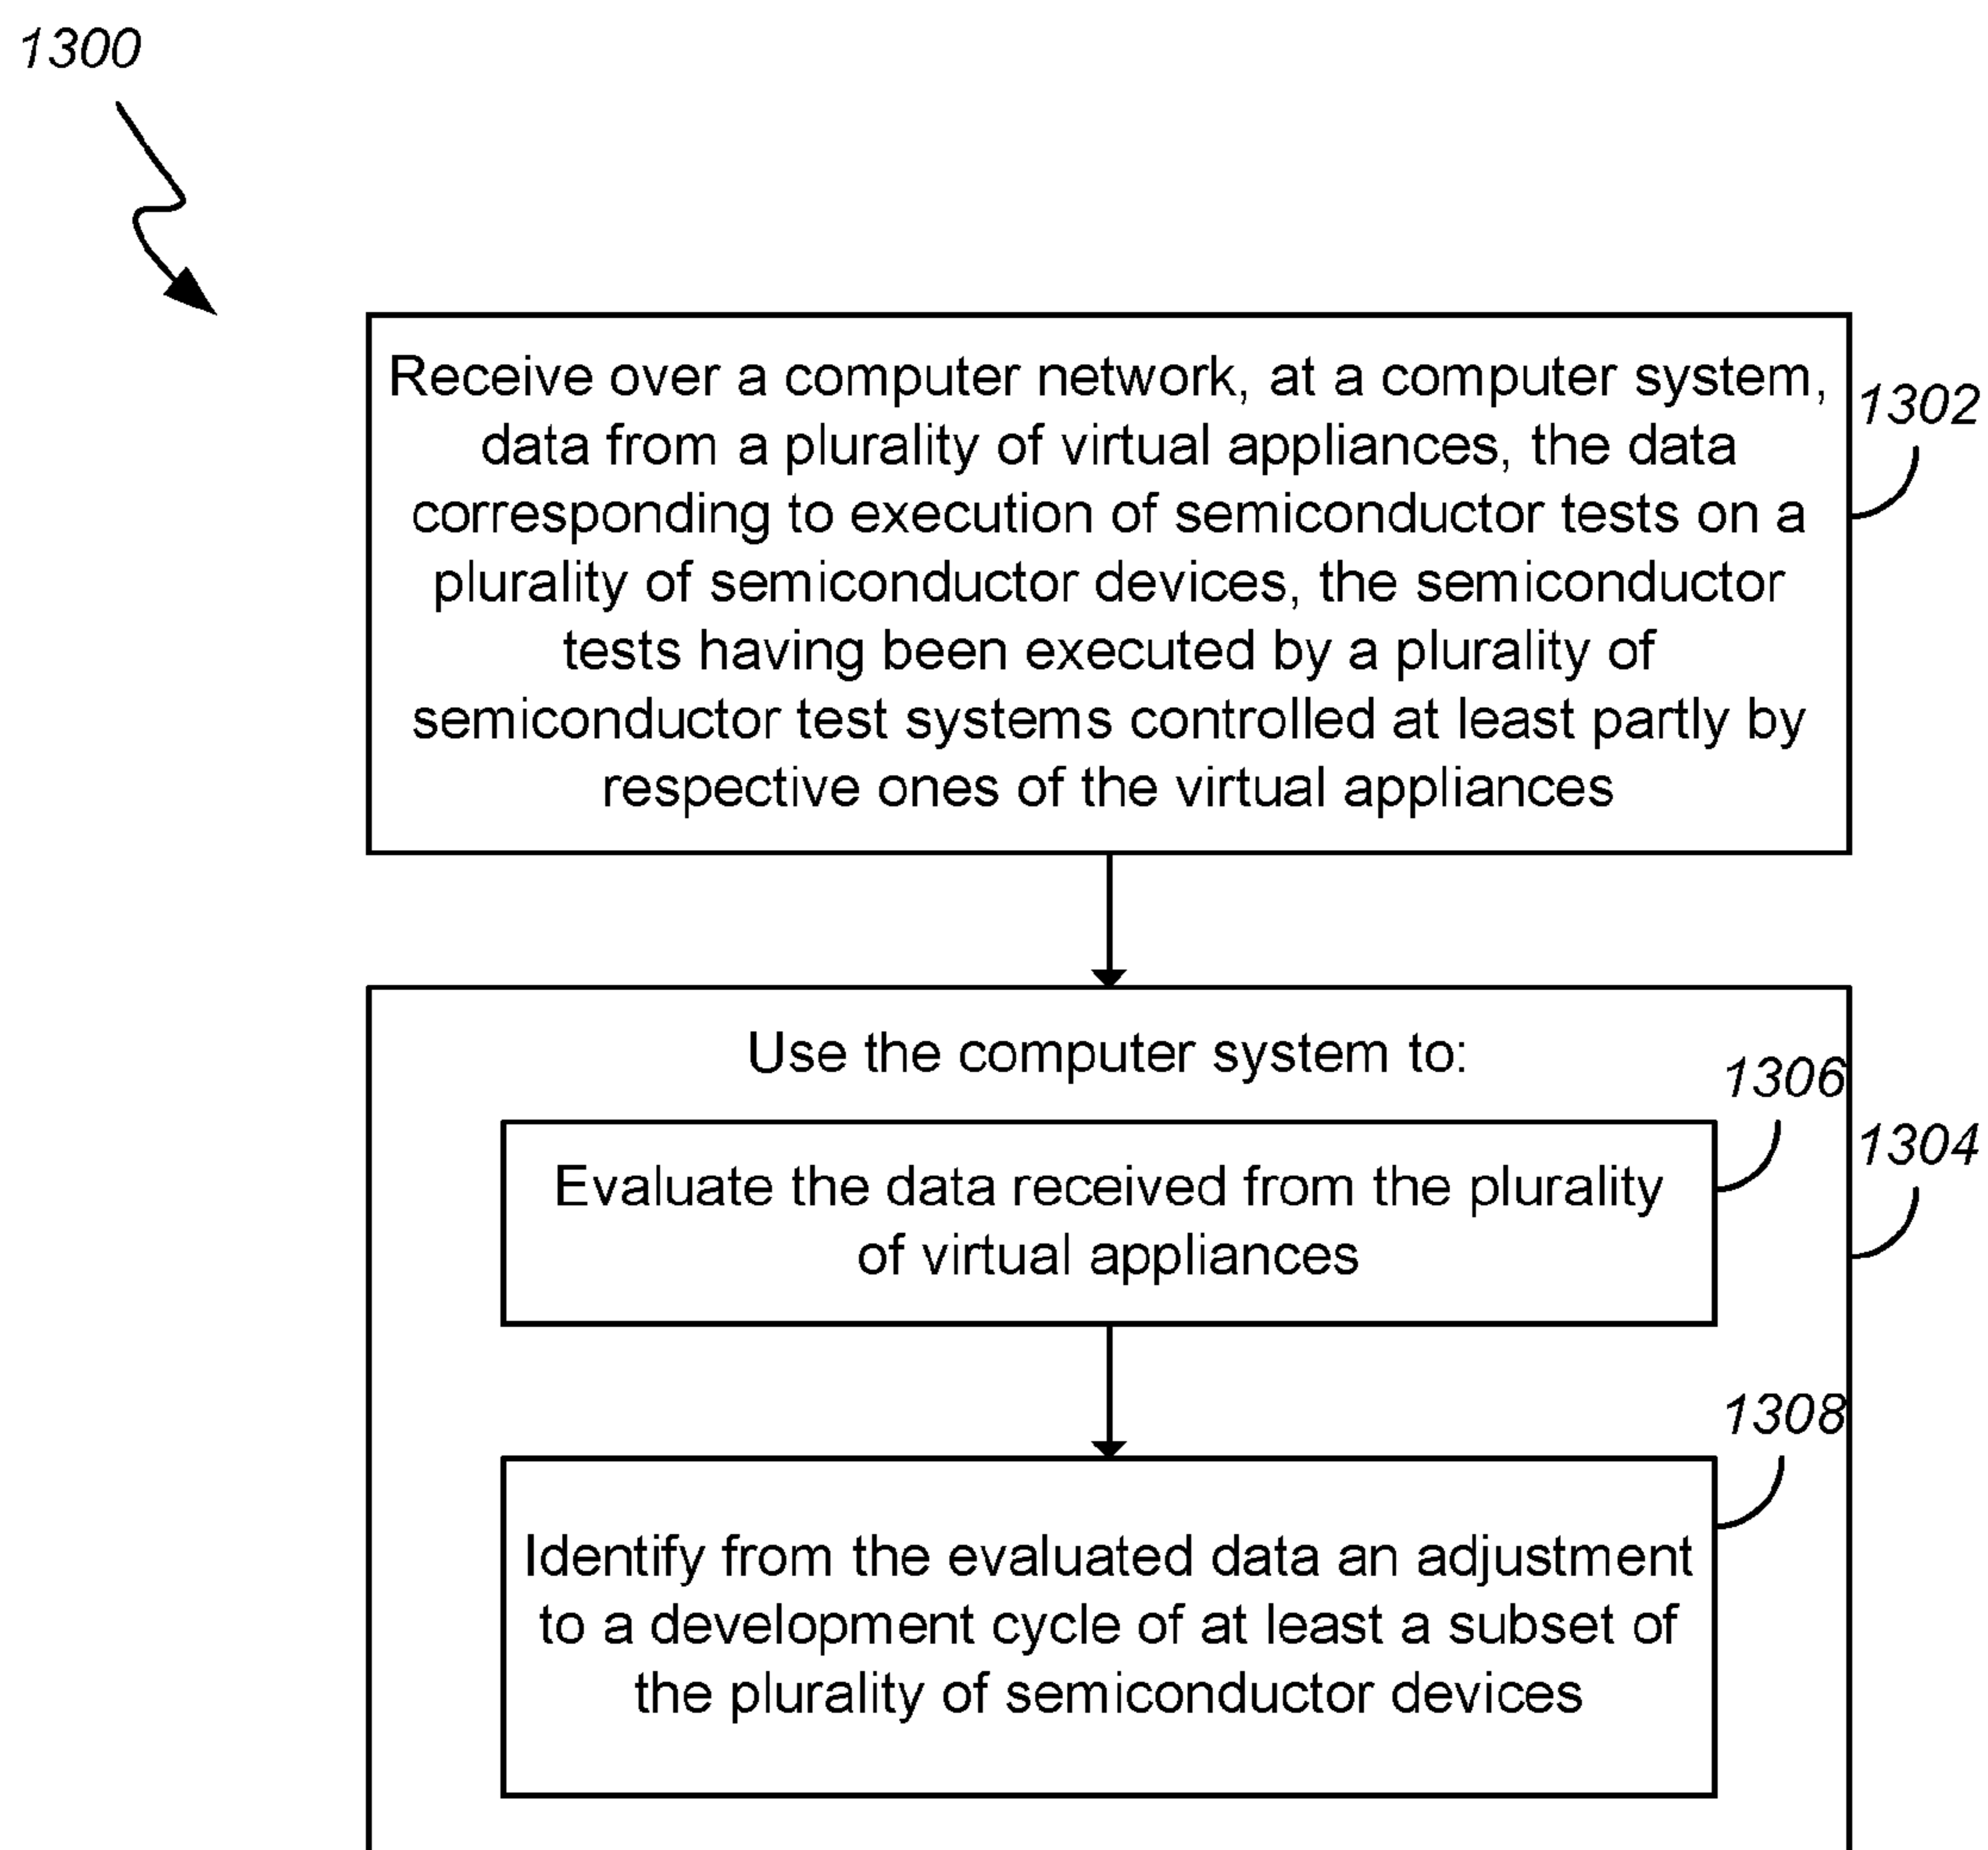 1300
Receive over a computer network, at a computer system,
data from a plurality of virtual appliances, the data
corresponding to execution of semiconductor tests on a
plurality of semiconductor devices, the semiconductor
tests having been executed by a plurality of
semiconductor test systems controlled at least partly by
respective ones of the virtual appliances
1302
Use the computer system to:
1306
1304
Evaluate the data received from the plurality
of virtual appliances
1308
Identify from the evaluated data an adjustment
to a development cycle of at least a subset of
the plurality of semiconductor devices